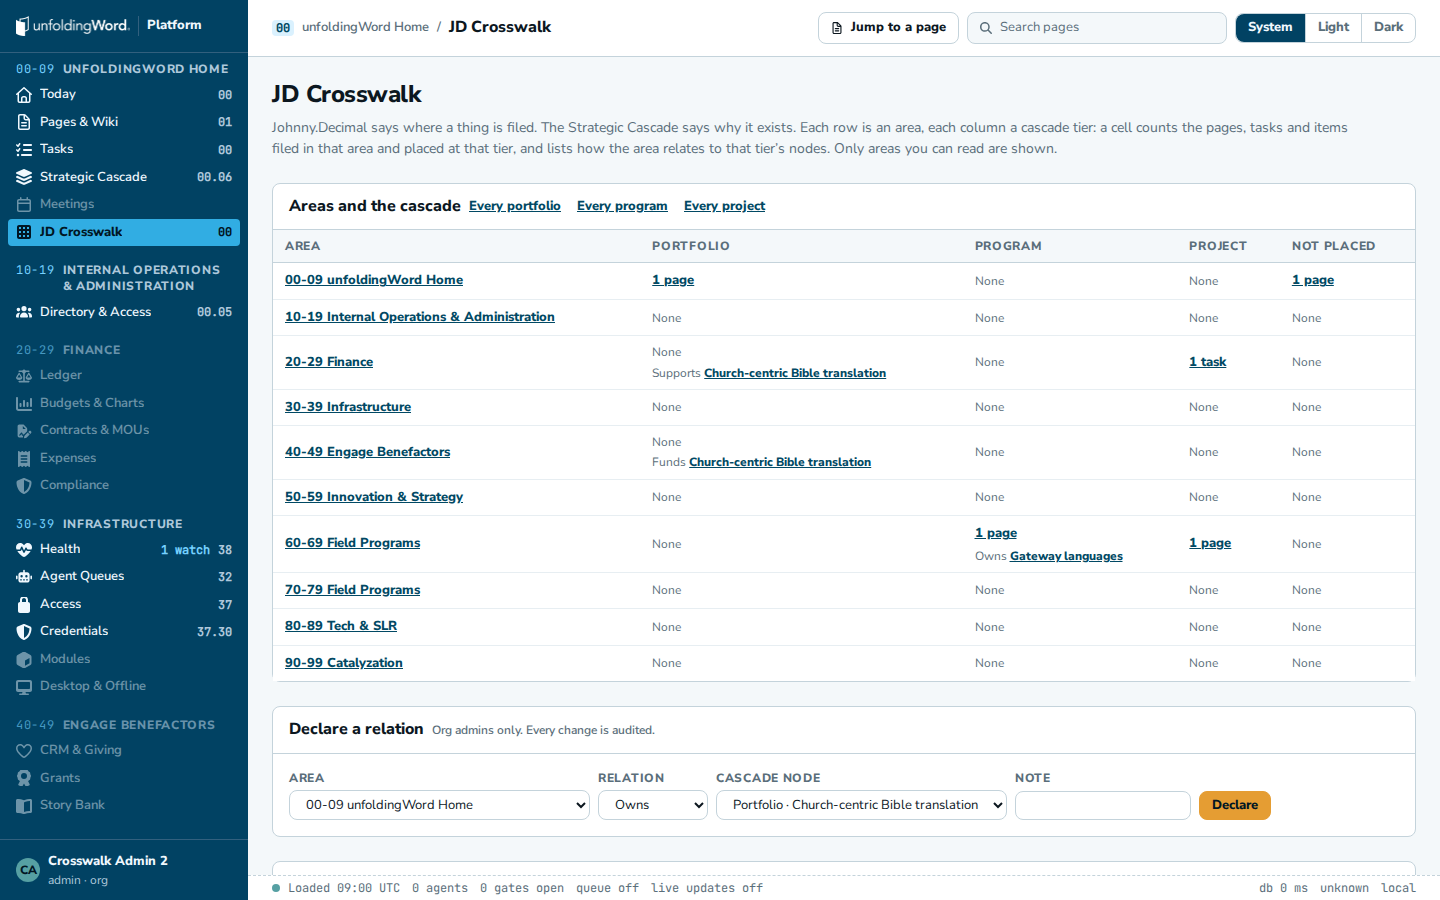 unfoldingWord® Platform
00-09 UNFOLDINGWORD HOME
Today 00
Pages & Wiki 01
Tasks 00
Strategic Cascade 00.06
Meetings
JD Crosswalk 00
10-19 INTERNAL OPERATIONS
& ADMINISTRATION
Directory & Access 00.05
20-29 FINANCE
Ledger
Budgets & Charts
Contracts & MOUs
Expenses
Compliance
30-39 INFRASTRUCTURE
Health 1 watch 38
Agent Queues 32
Access 37
Credentials 37.30
Modules
Desktop & Offline
40-49 ENGAGE BENEFACTORS
CRM & Giving
Grants
Story Bank
CA Crosswalk Admin 2
admin · org
00 unfoldingWord Home / JD Crosswalk
Jump to a page
Search pages
System Light Dark
JD Crosswalk
Johnny.Decimal says where a thing is filed. The Strategic Cascade says why it exists. Each row is an area, each column a cascade tier: a cell counts the pages, tasks and items
filed in that area and placed at that tier, and lists how the area relates to that tier's nodes. Only areas you can read are shown.
Areas and the cascade Every portfolio Every program Every project
AREA PORTFOLIO PROGRAM PROJECT NOT PLACED
00-09 unfoldingWord Home 1 page None None 1 page
10-19 Internal Operations & Administration None None None None
20-29 Finance None None 1 task None
Supports Church-centric Bible translation
30-39 Infrastructure None None None None
40-49 Engage Benefactors None None None None
Funds Church-centric Bible translation
50-59 Innovation & Strategy None None None None
60-69 Field Programs None 1 page 1 page None
Owns Gateway languages
70-79 Field Programs None None None None
80-89 Tech & SLR None None None None
90-99 Catalyzation None None None None
Declare a relation Org admins only. Every change is audited.
AREA RELATION CASCADE NODE NOTE
00-09 unfoldingWord Home Owns Portfolio · Church-centric Bible translation Declare
Loaded 09:00 UTC 0 agents 0 gates open queue off live updates off db 0 ms unknown local